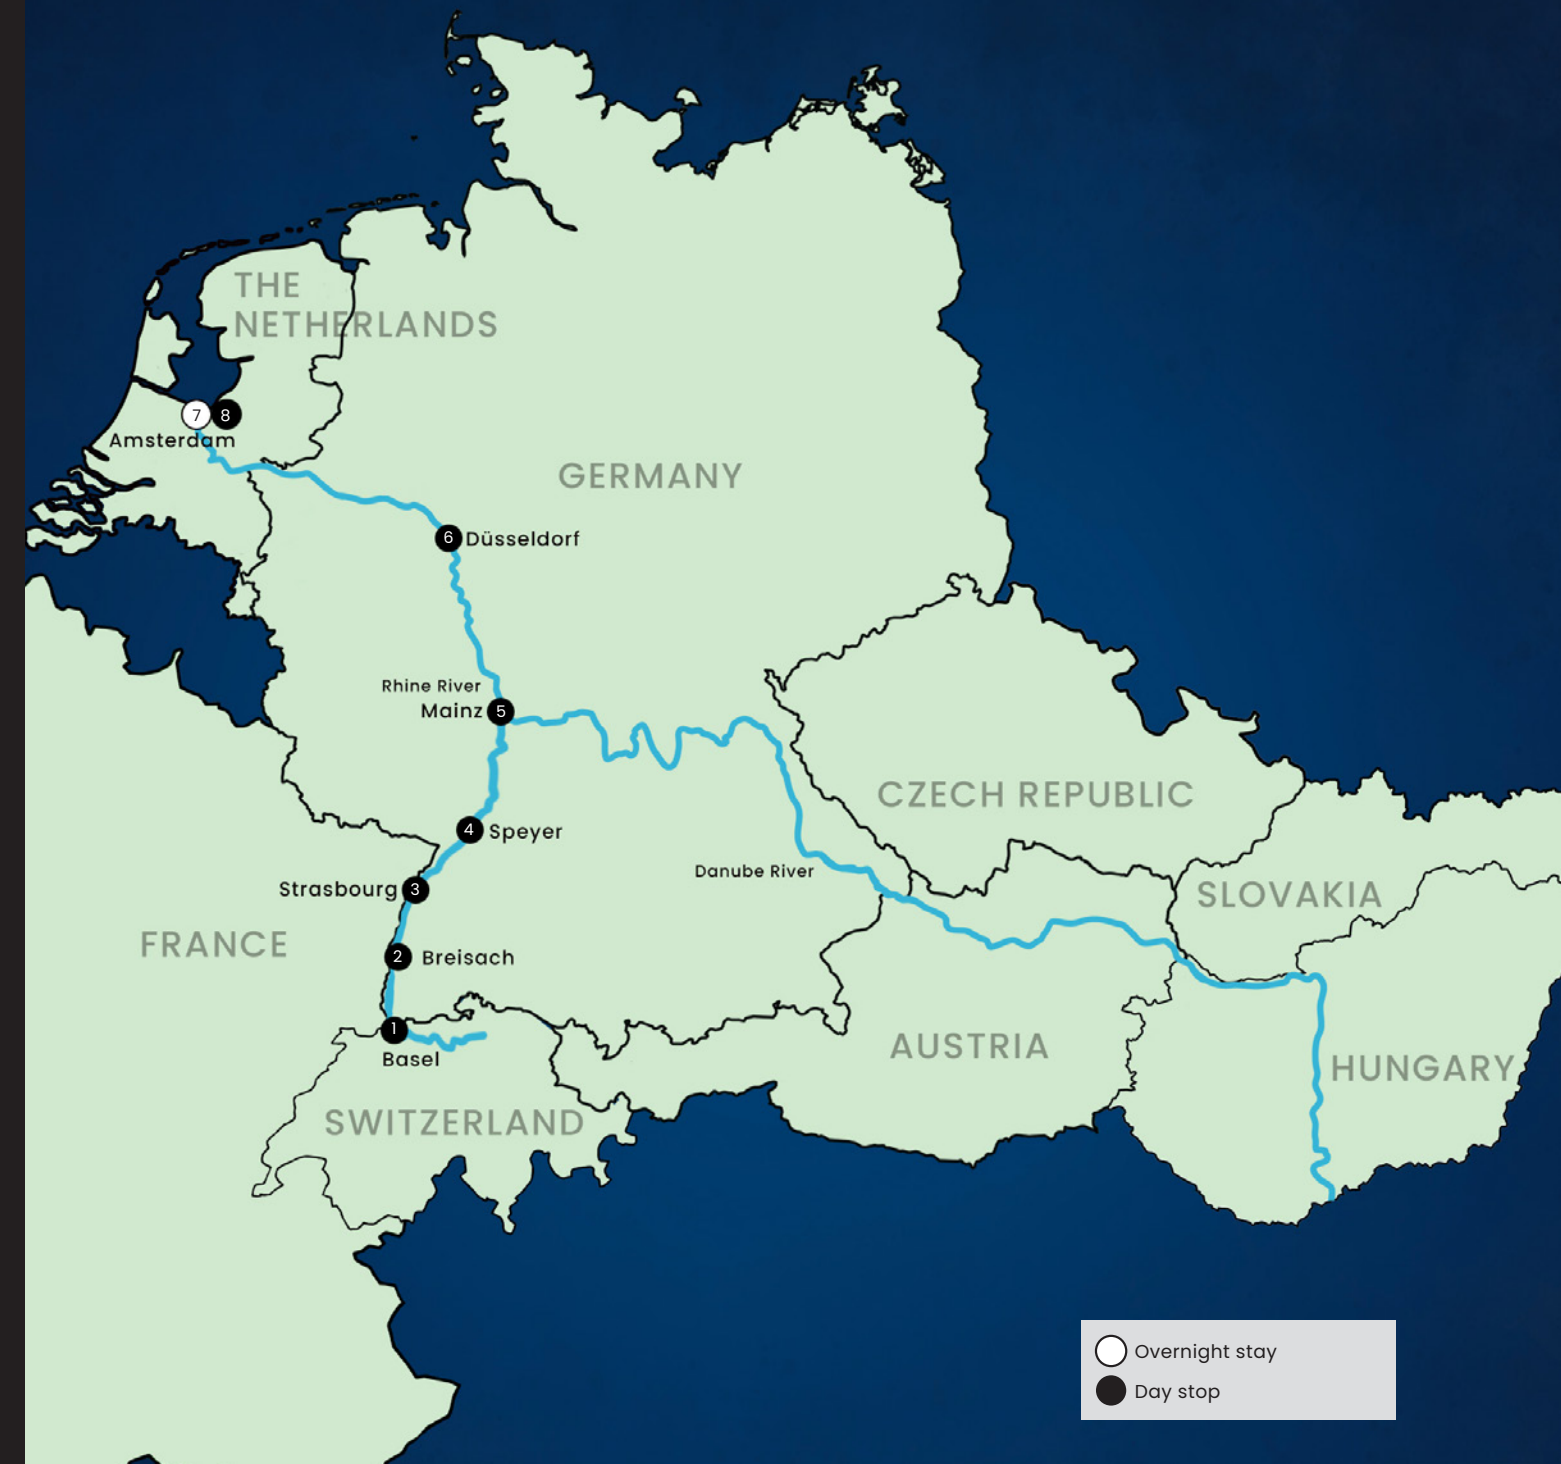 THE
NETHERLANDS
7
8
Amsterdam
GERMANY
6
Düsseldorf
Rhine River
Mainz
5
CZECH REPUBLIC
4
Speyer
Danube River
Strasbourg
3
SLOVAKIA
FRANCE
2
Breisach
1
Basel
AUSTRIA
HUNGARY
SWITZERLAND
Overnight stay
Day stop